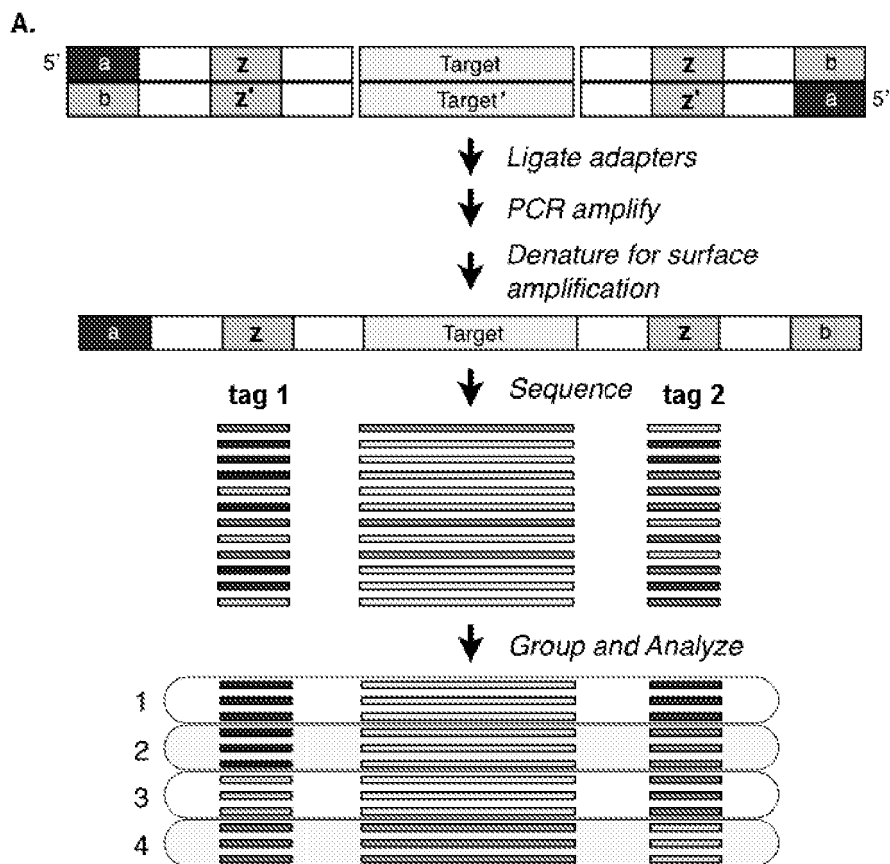 A.
5' a z Target z b
b z' Target' z' a 5'
Ligate adapters
PCR amplify
Denature for surface
amplification
a z Target z b
tag 1 Sequence tag 2
Group and Analyze
1
2
3
4